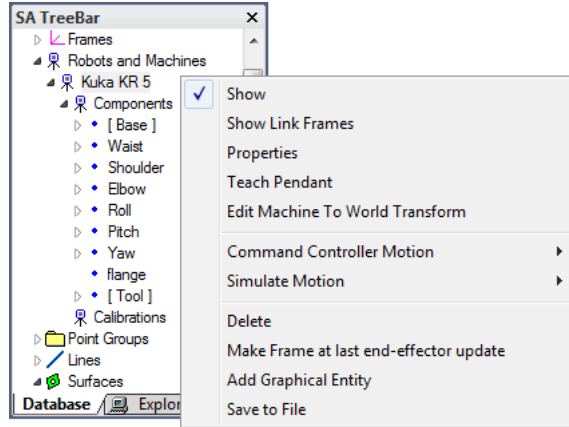 SA TreeBar
Frames
Robots and Machines
Kuka KR 5
Components
[ Base ]
Waist
Shoulder
Elbow
Roll
Pitch
Yaw
flange
[ Tool ]
Calibrations
Point Groups
Lines
Surfaces
Database
Explor
Show
Show Link Frames
Properties
Teach Pendant
Edit Machine To World Transform
Command Controller Motion
Simulate Motion
Delete
Make Frame at last end-effector update
Add Graphical Entity
Save to File